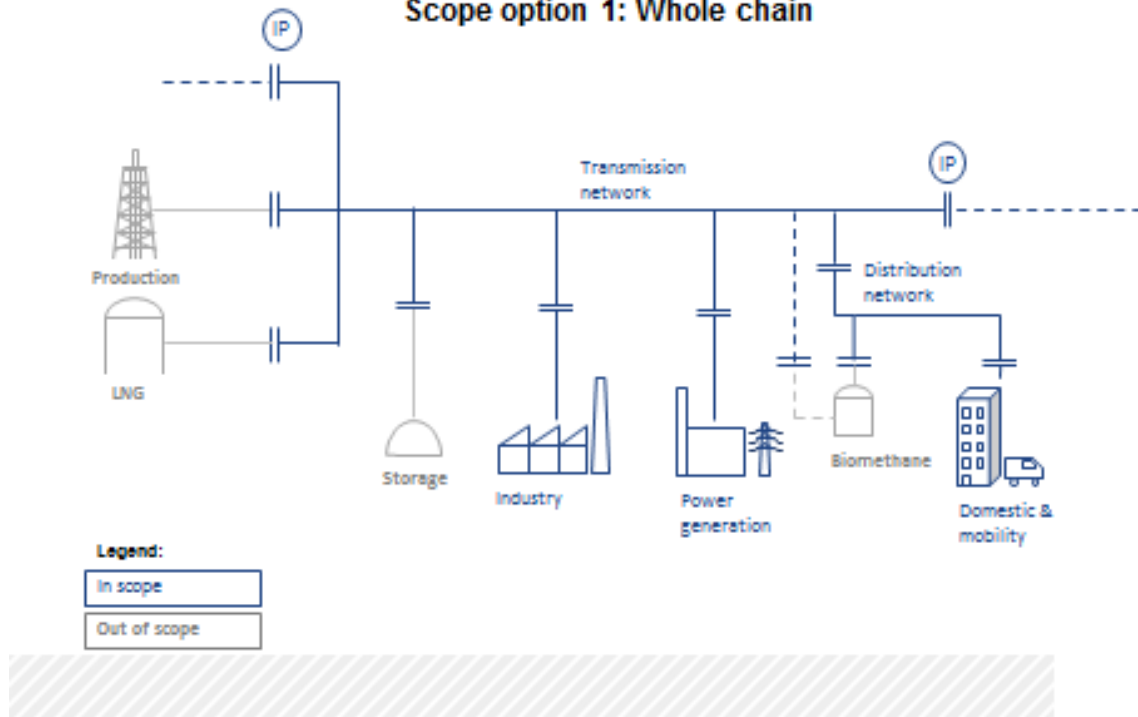 Scope option 1: Whole chain
IP
Transmission
network
IP
Production
Distribution
network
LNG
Storage
Industry
Power
generation
Biomethane
Domestic &
mobility
Legend:
In scope
Out of scope